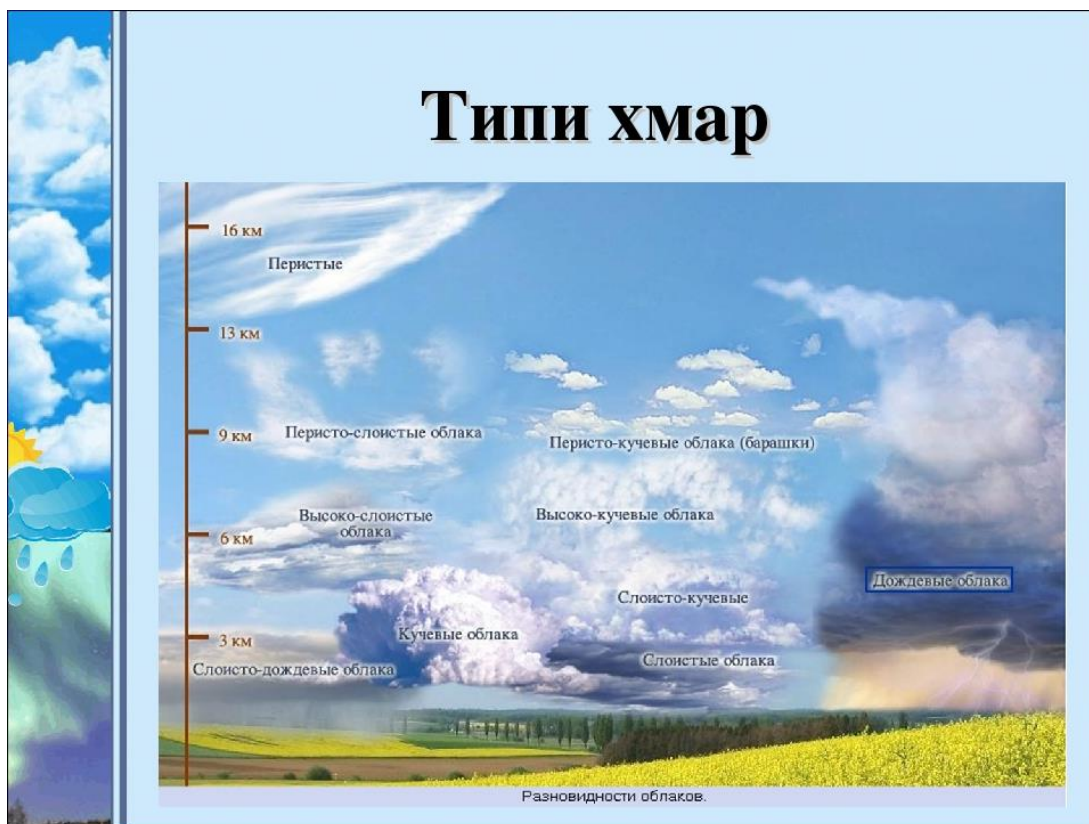 Типи хмар
16 км
Перистые
13 км
9 км
Перисто-слоистые облака
Перисто-кучевые облака (барашки)
Высоко-слоистые
облака
Высоко-кучевые облака
6 км
Дождевые облака
Слоисто-кучевые
Кучевые облака
3 км
Слоистые облака
Слоисто-дождевые облака
Разновидности облаков.